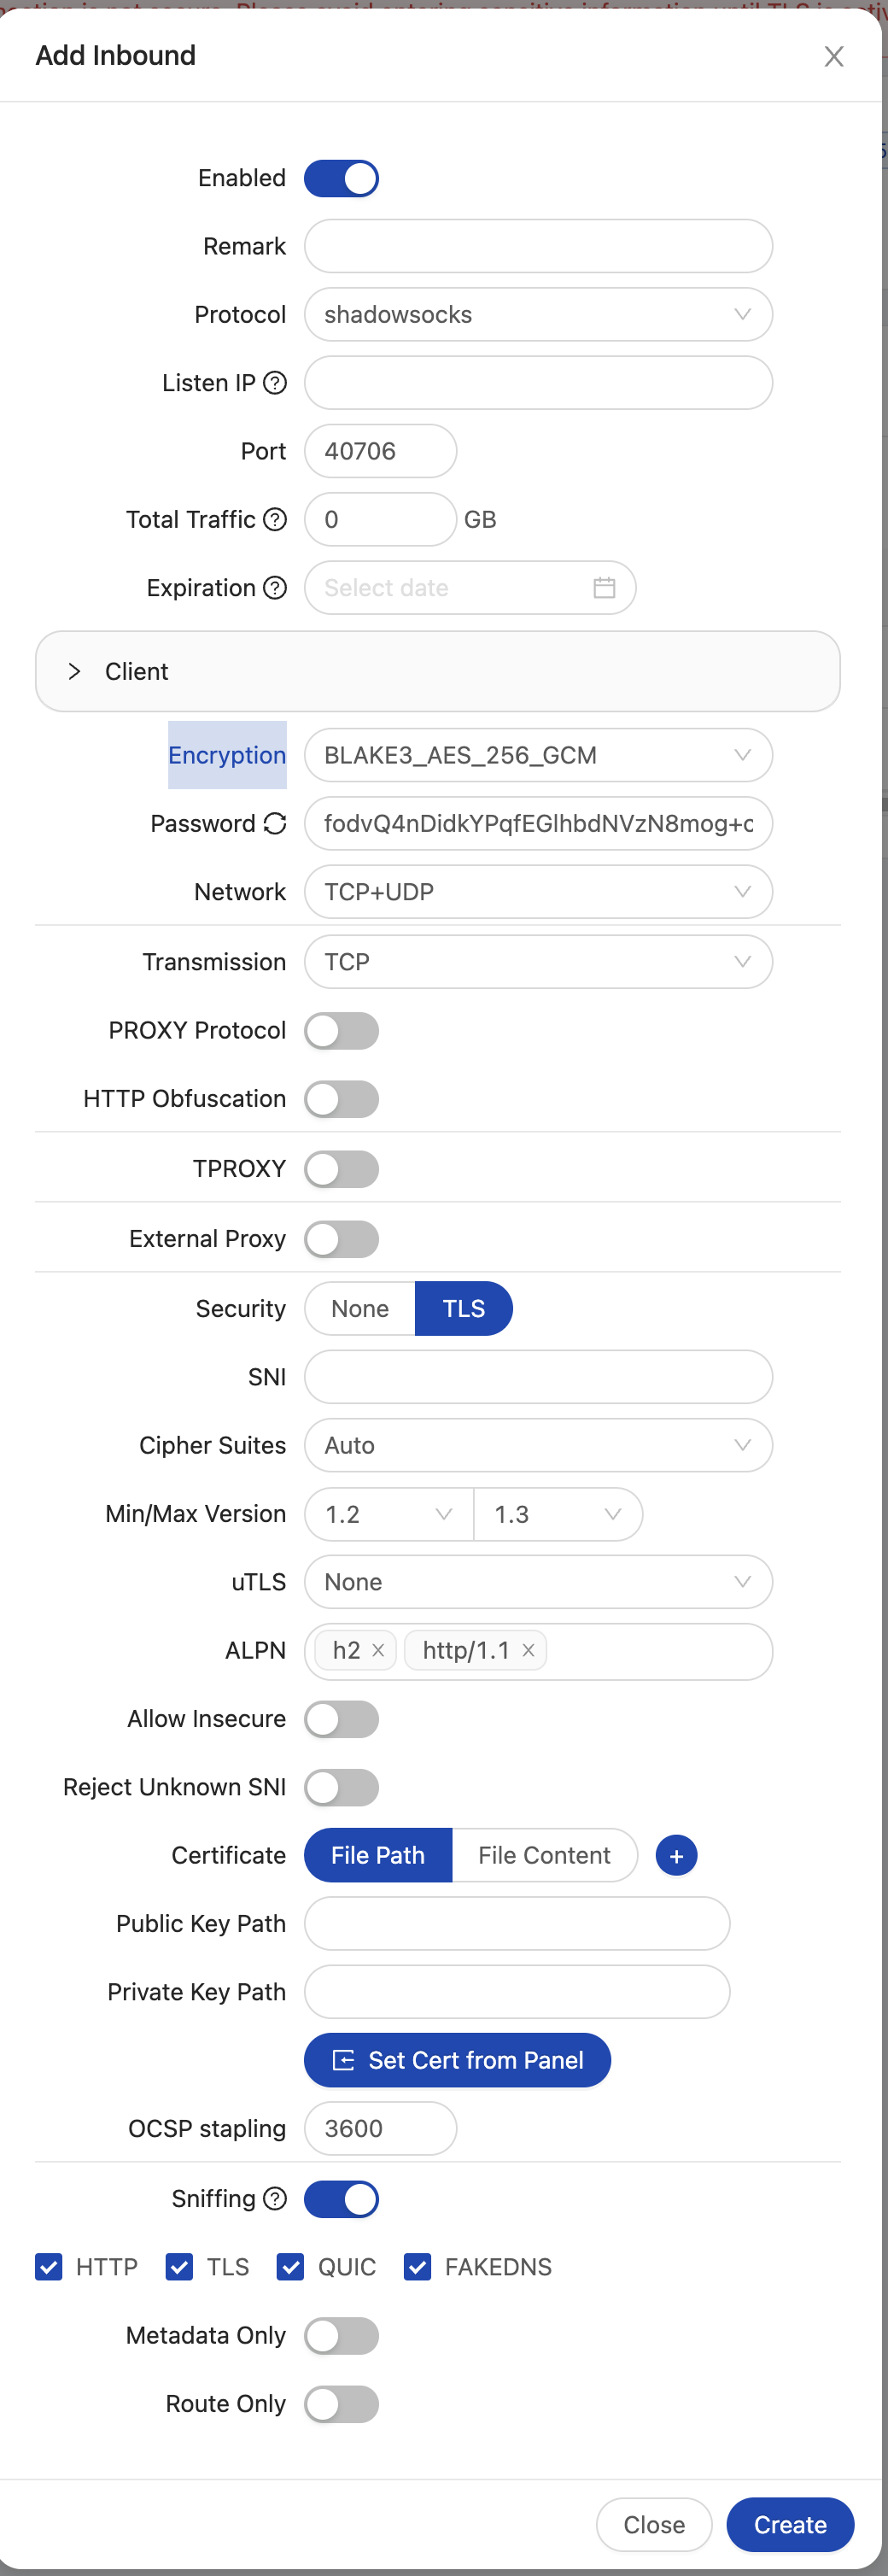 Add Inbound
Enabled
Remark
Protocol shadowsocks
Listen IP
Port 40706
Total Traffic 0 GB
Expiration Select date
Client
Encryption BLAKE3_AES_256_GCM
Password fodvQ4nDidkYPqfEGlhbdNVzN8mog+c
Network TCP+UDP
Transmission TCP
PROXY Protocol
HTTP Obfuscation
TPROXY
External Proxy
Security None TLS
SNI
Cipher Suites Auto
Min/Max Version 1.2 1.3
uTLS None
ALPN h2 http/1.1
Allow Insecure
Reject Unknown SNI
Certificate File Path File Content +
Public Key Path
Private Key Path
Set Cert from Panel
OCSP stapling 3600
Sniffing
HTTP TLS QUIC FAKEDNS
Metadata Only
Route Only
Close Create